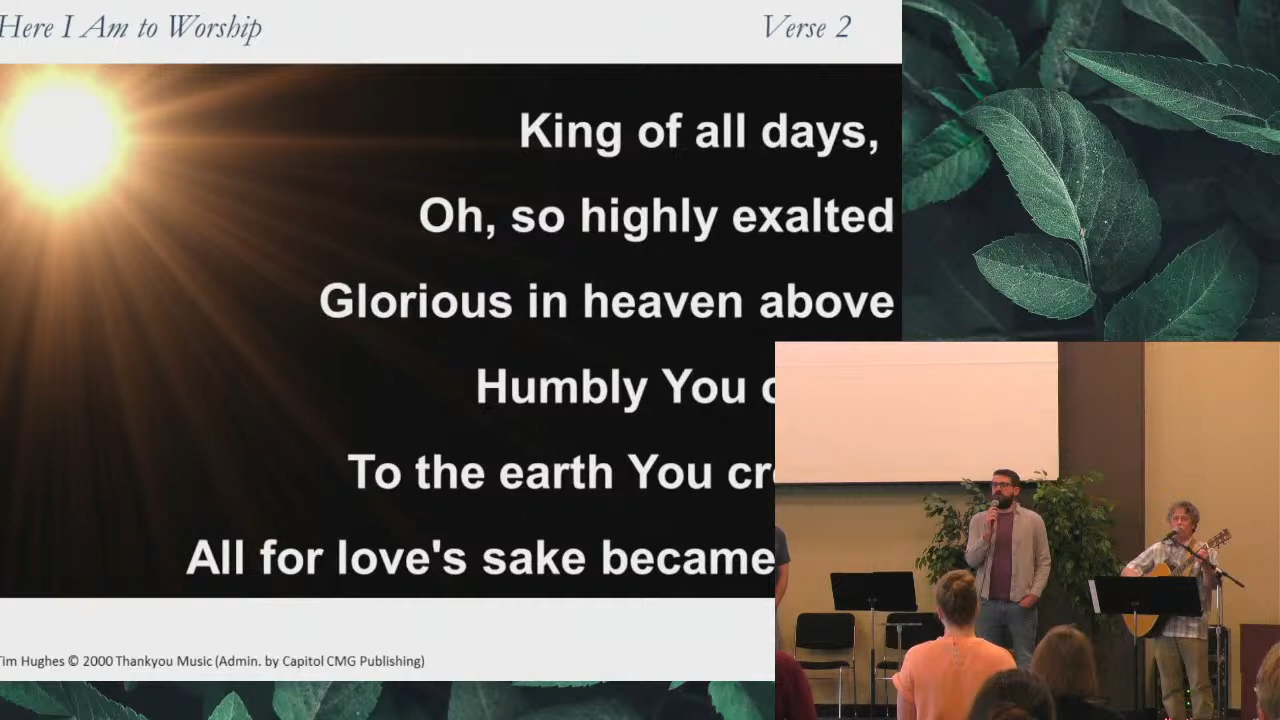 Here I Am to Worship
Verse 2
King of all days,
Oh, so highly exalted
Glorious in heaven above
Humbly You
To the earth You
All for love's sake became
Tim Hughes © 2000 Thankyou Music (Admin. by Capitol CMG Publishing)